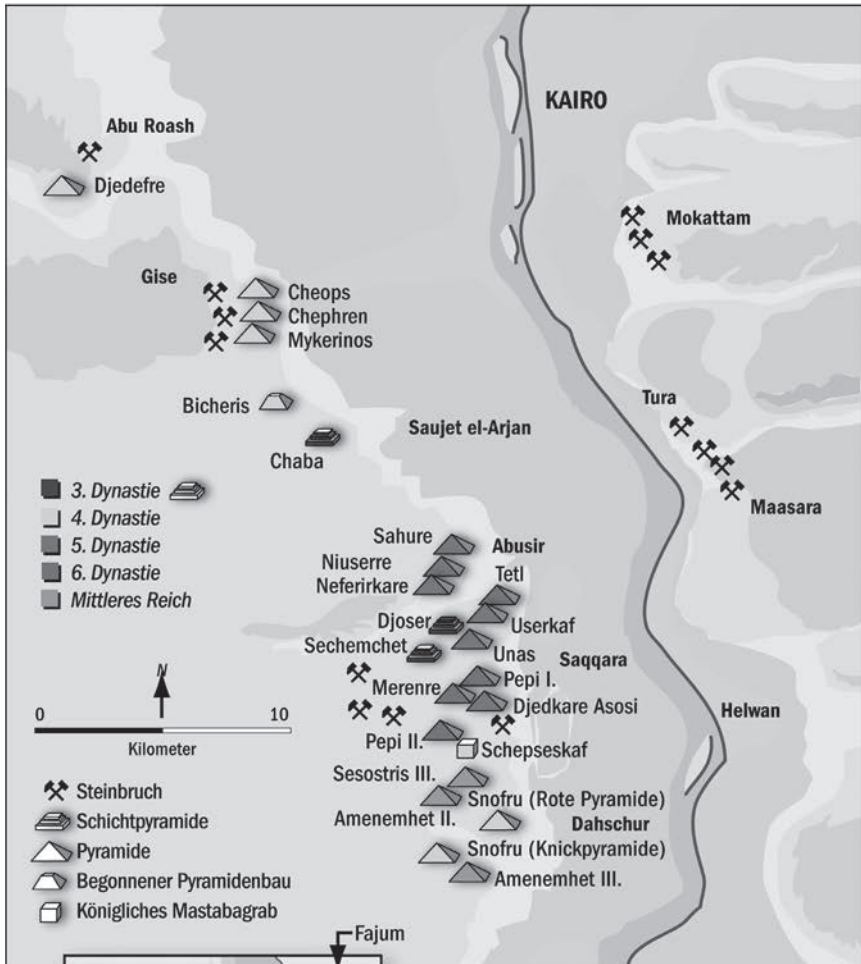 KAIRO
Abu Roash
Djedefre
Mokattam
Gise
Cheops
Chephren
Mykerinos
Bicheris
Saujet el-Arjan
Chaba
Tura
Maasara
3. Dynastie
4. Dynastie
5. Dynastie
6. Dynastie
Mittleres Reich
Sahure
Abusir
Niuserre
Neferirkare
Tetl
Djoser
Userkaf
Sechemchet
Unas
Saqqara
Pepi I.
Merenre
Djedkare Asosi
Helwan
Pepi II.
Schepseskaf
Sesostris III.
Snofru (Rote Pyramide)
Amenemhet II.
Dahschur
Snofru (Knickpyramide)
Amenemhet III.
N
0 10
Kilometer
Steinbruch
Schichtpyramide
Pyramide
Begonnener Pyramidenbau
Königliches Mastabagrab
Fajum